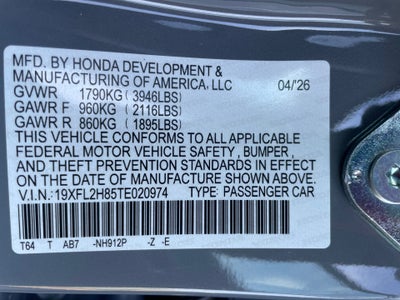 MFD. BY HONDA DEVELOPMENT &
MANUFACTURING OF AMERICA, LLC 04/26
GVWR 1790KG (3946LBS)
GAWR F 960KG (2116LBS)
GAWR R 860KG (1895LBS)
THIS VEHICLE CONFORMS TO ALL APPLICABLE
FEDERAL MOTOR VEHICLE SAFETY, BUMPER,
AND THEFT PREVENTION STANDARDS IN EFFECT
ON THE DATE OF MANUFACTURE SHOWN ABOVE.
V.I.N.:19XFL2H85TE020974 TYPE: PASSENGER CAR
T64 T AB7 -NH912P -Z -E